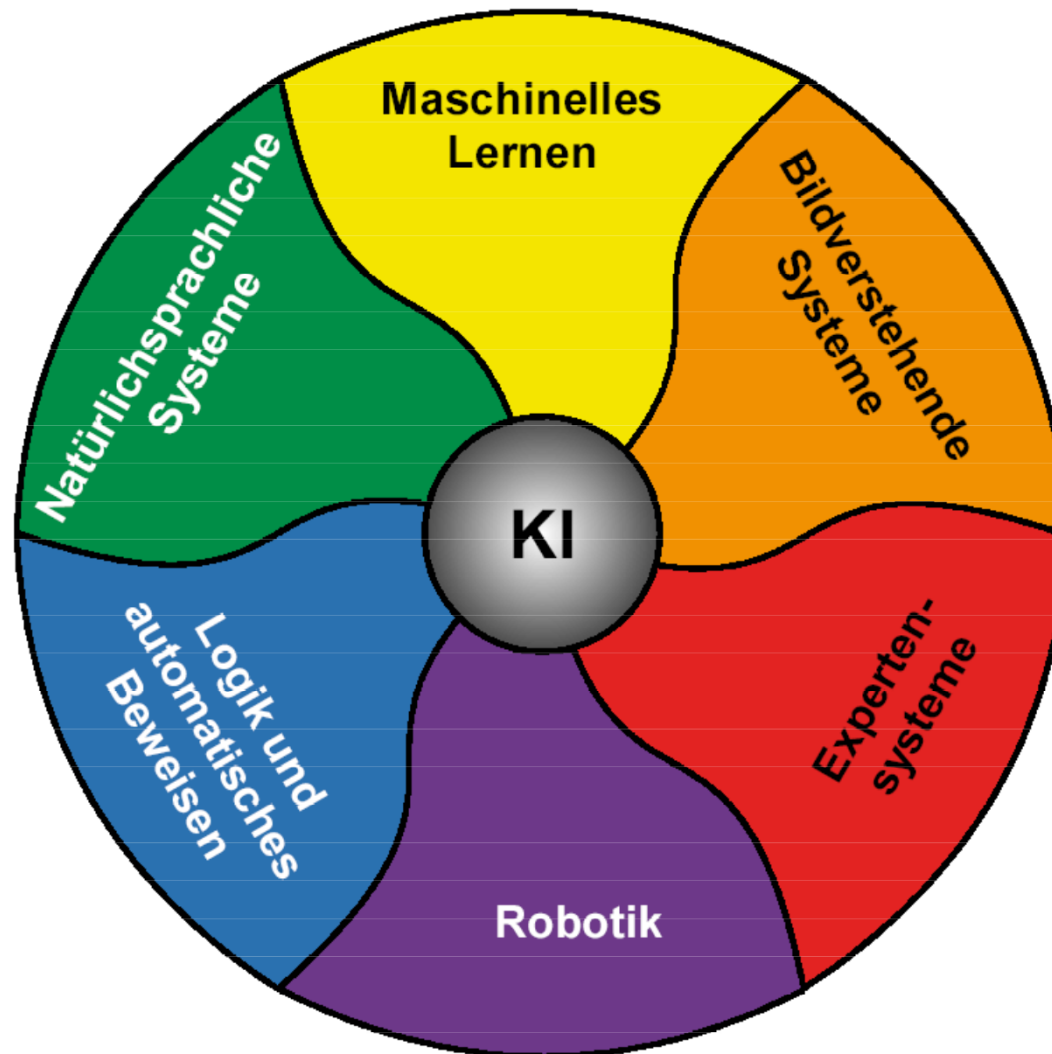 Maschinelles
Lernen
Bildverstehende
Systeme
Experten-
systeme
Robotik
Logik und
automatisches
Beweisen
Natürlichsprachliche
Systeme
KI